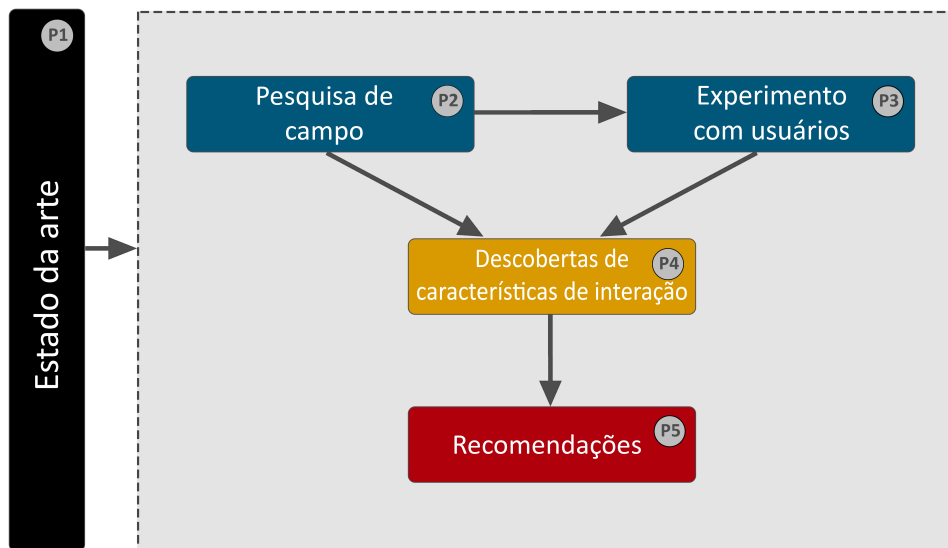 P1
Estado da arte
Pesquisa de
campo
P2
Experimento
com usuários
P3
Descobertas de
características de interação
P4
Recomendações
P5